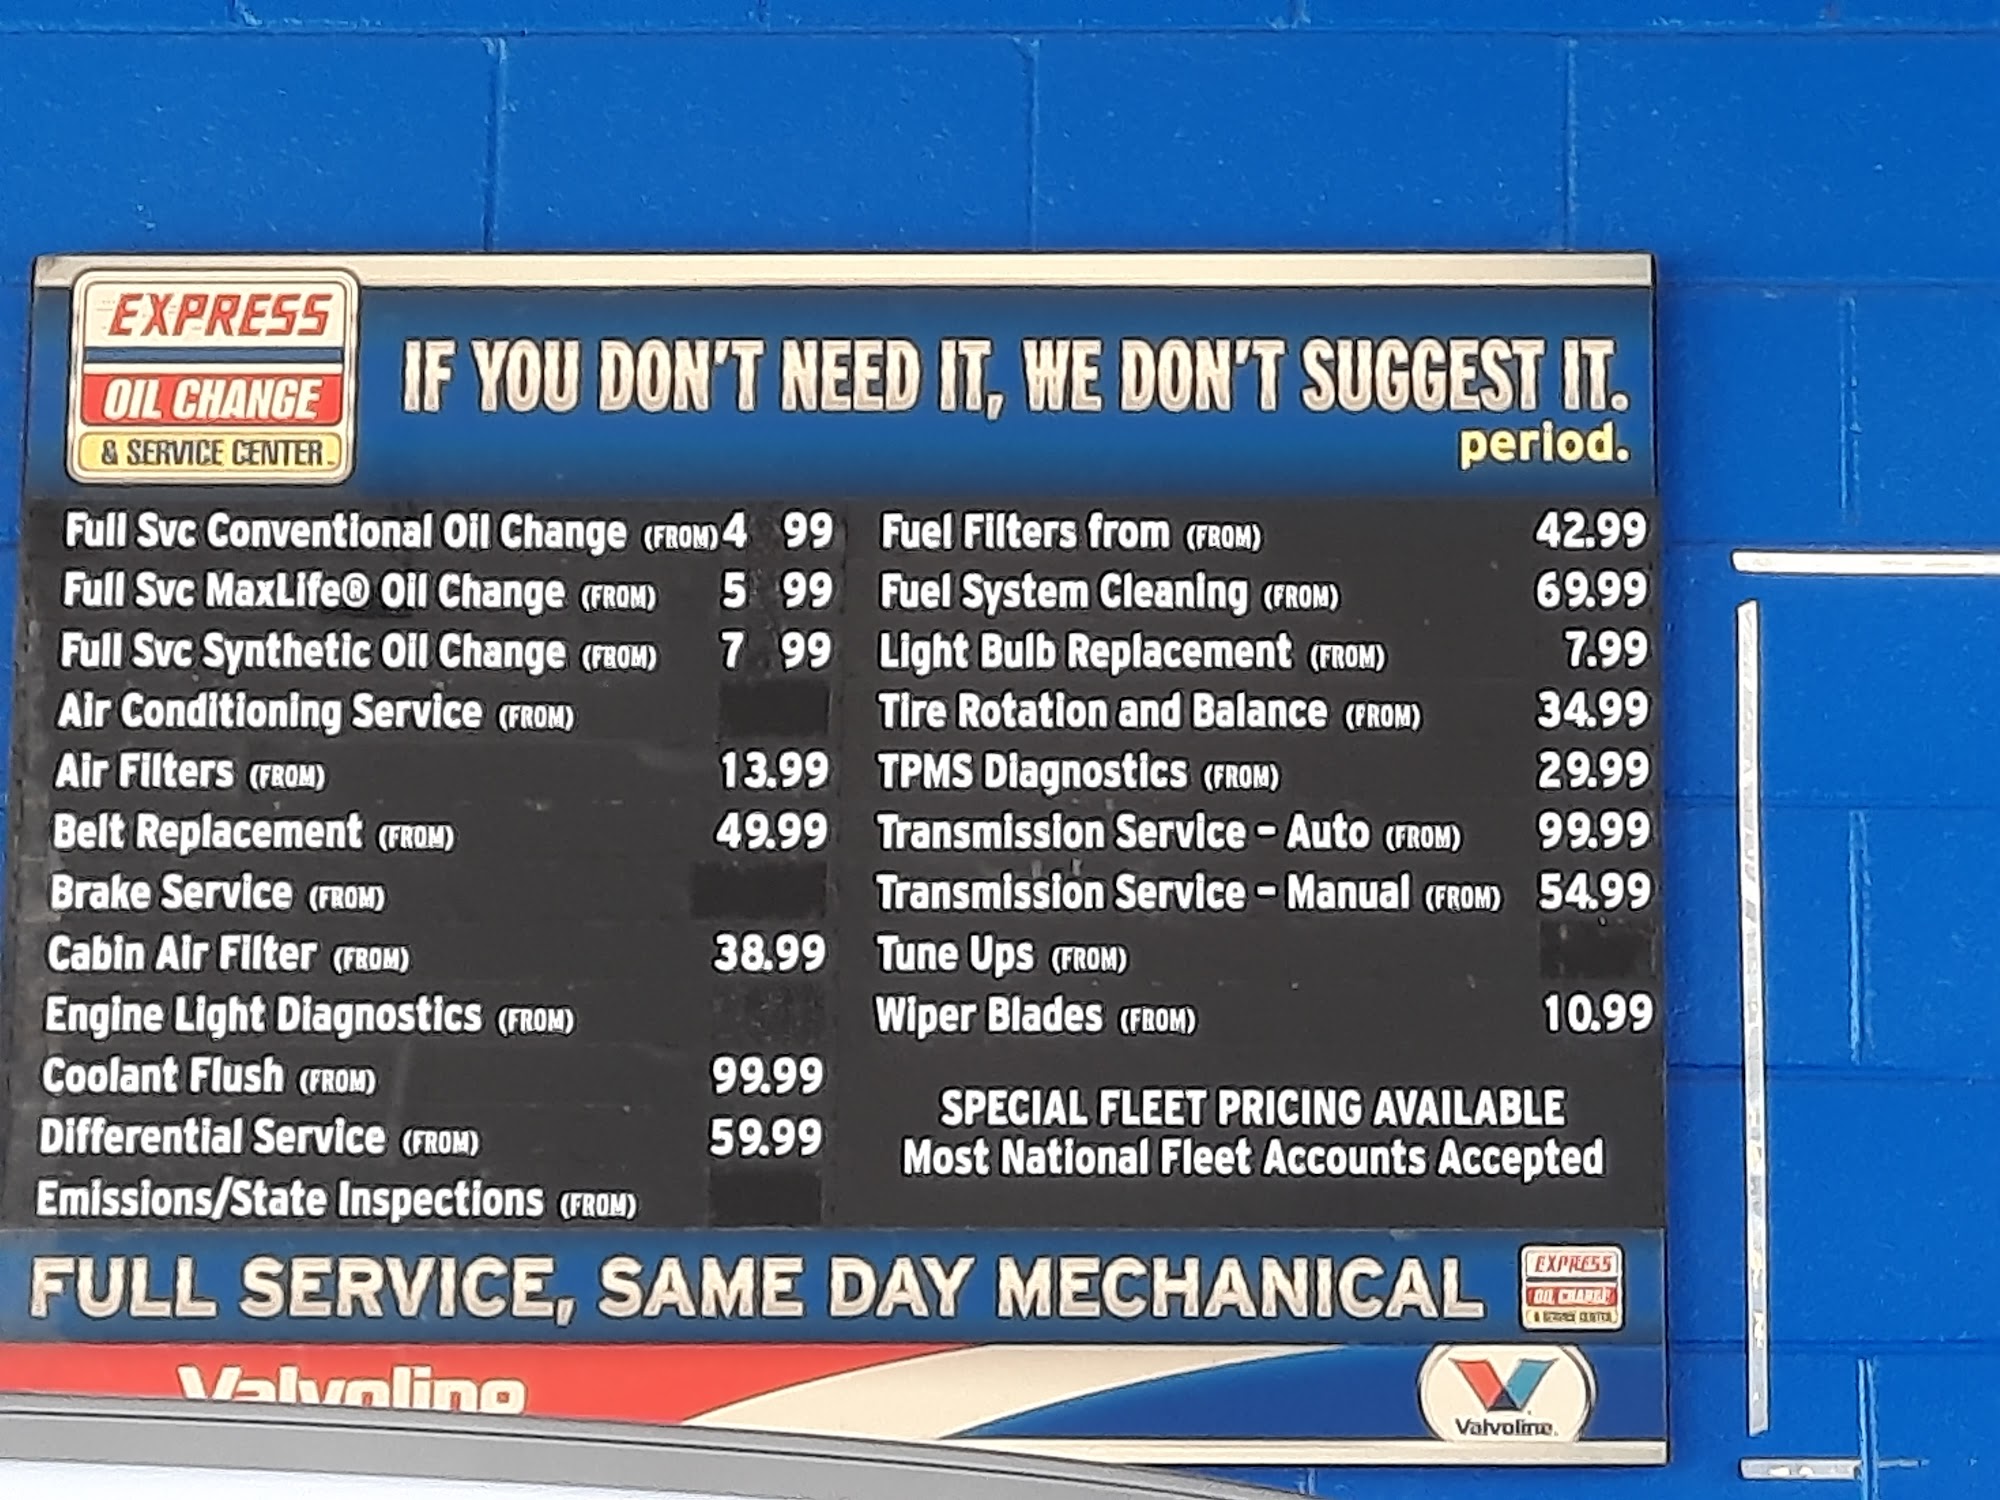 EXPRESS
OIL CHANGE
& SERVICE CENTER
IF YOU DON'T NEED IT, WE DON'T SUGGEST IT.
period.
Full Svc Conventional Oil Change (FROM) 4 99
Full Svc MaxLife® Oil Change (FROM) 5 99
Full Svc Synthetic Oil Change (FROM) 7 99
Air Conditioning Service (FROM)
Air Filters (FROM) 13.99
Belt Replacement (FROM) 49.99
Brake Service (FROM)
Cabin Air Filter (FROM) 38.99
Engine Light Diagnostics (FROM)
Coolant Flush (FROM) 99.99
Differential Service (FROM) 59.99
Emissions/State Inspections (FROM)
Fuel Filters from (FROM) 42.99
Fuel System Cleaning (FROM) 69.99
Light Bulb Replacement (FROM) 7.99
Tire Rotation and Balance (FROM) 34.99
TPMS Diagnostics (FROM) 29.99
Transmission Service - Auto (FROM) 99.99
Transmission Service - Manual (FROM) 54.99
Tune Ups (FROM)
Wiper Blades (FROM) 10.99
SPECIAL FLEET PRICING AVAILABLE
Most National Fleet Accounts Accepted
FULL SERVICE, SAME DAY MECHANICAL
EXPRESS
OIL CHANGE
& SERVICE CENTER
Valvoline
Valvoline